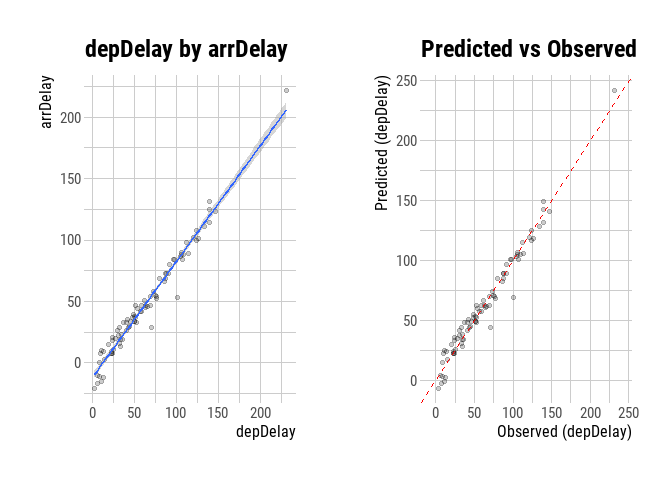 depDelay by arrDelay
arrDelay
200
150
100
50
0
0 50 100 150 200
depDelay
Predicted vs Observed
Predicted (depDelay)
250
200
150
100
50
0
0 50 100 150 200 250
Observed (depDelay)